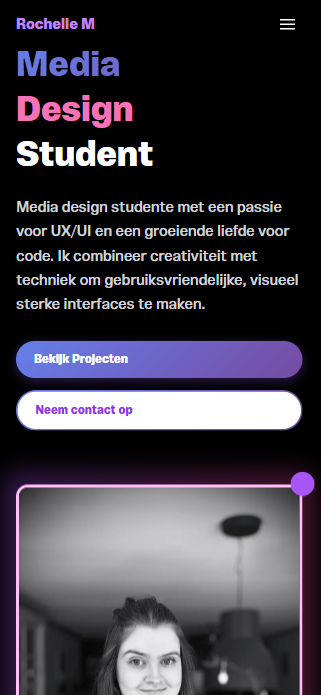 Rochelle M
Media
Design
Student
Media design studente met een passie
voor UX/UI en een groeiende liefde voor
code. Ik combineer creativiteit met
techniek om gebruiksvriendelijke, visueel
sterke interfaces te maken.
Bekijk Projecten
Neem contact op